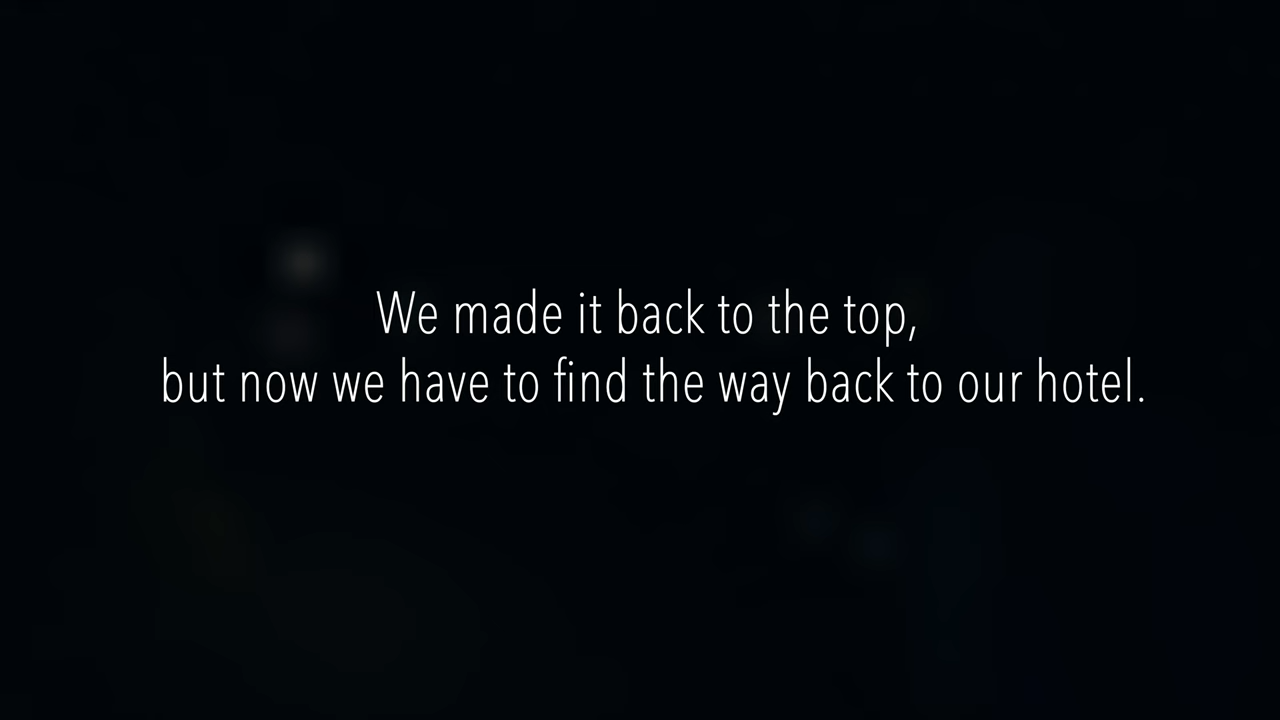 We made it back to the top,
but now we have to find the way back to our hotel.